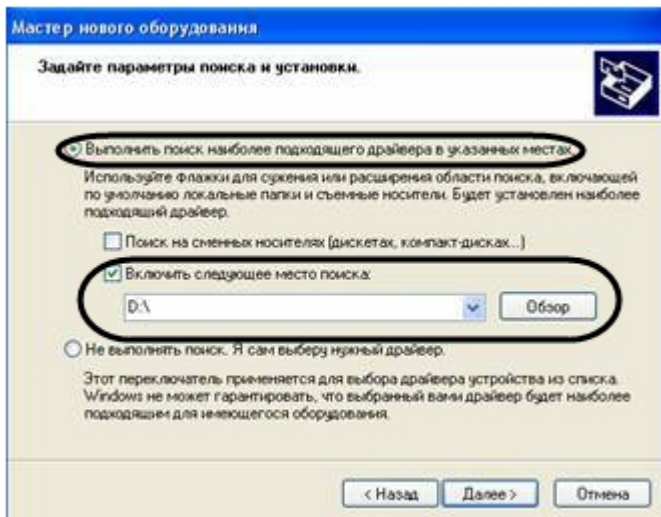 Мастер нового оборудования
Задайте параметры поиска и установки.
Выполнить поиск наиболее подходящего драйвера в указанных местах.
Используйте флажки для сужения или расширения области поиска, включающей
по умолчанию локальные папки и съемные носители. Будет установлен наиболее
подходящий драйвер.
Поиск на сменных носителях (дискетах, компакт-дисках...)
Включить следующее место поиска:
D:\
Обзор
Не выполнять поиск. Я сам выберу нужный драйвер.
Этот переключатель применяется для выбора драйвера устройства из списка.
Windows не может гарантировать, что выбранный вами драйвер будет наиболее
подходящим для имеющегося оборудования.
< Назад Далее > Отмена